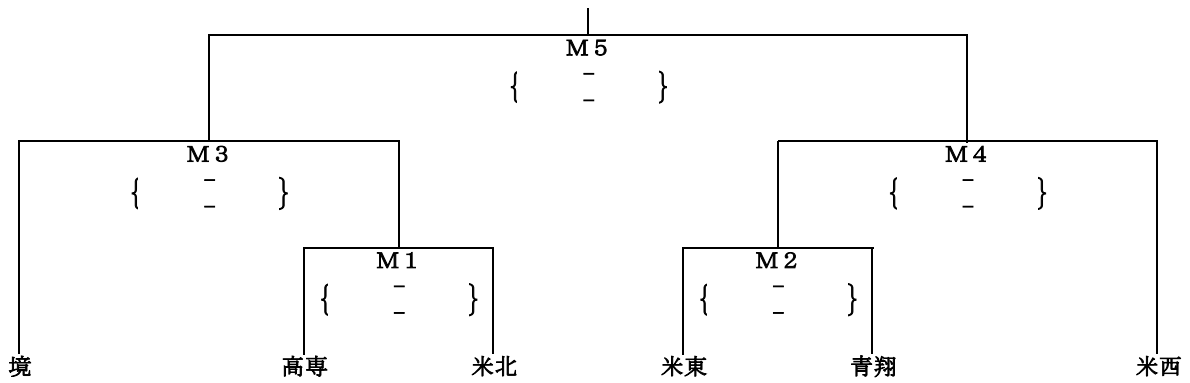 Ｍ５
{ － － }
Ｍ３ Ｍ４
{ － － } { － － }
Ｍ１ Ｍ２
{ － － } { － － }
境 高専 米北 米東 青翔 米西